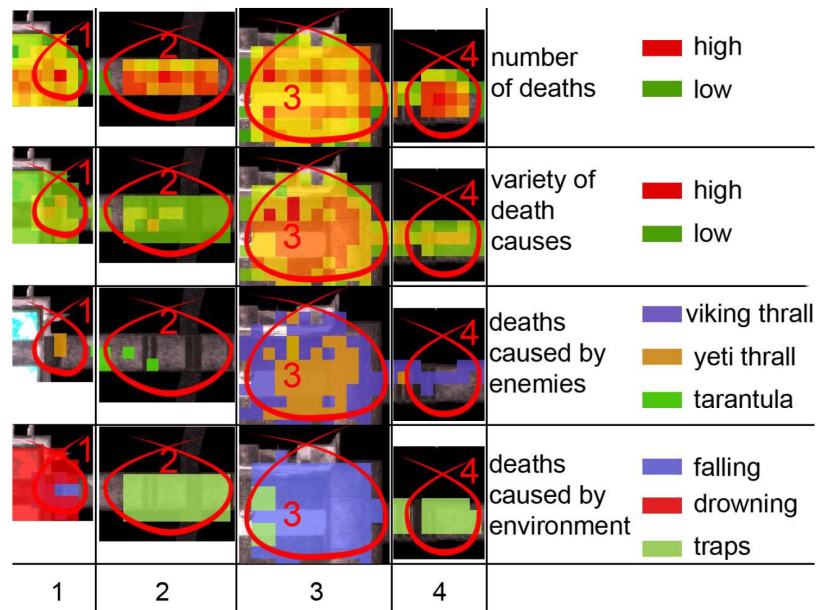 1 2 3 4
number of deaths
high
low
1 2 3 4
variety of death causes
high
low
1 2 3 4
deaths caused by enemies
viking thrall
yeti thrall
tarantula
1 2 3 4
deaths caused by environment
falling
drowning
traps
1 2 3 4